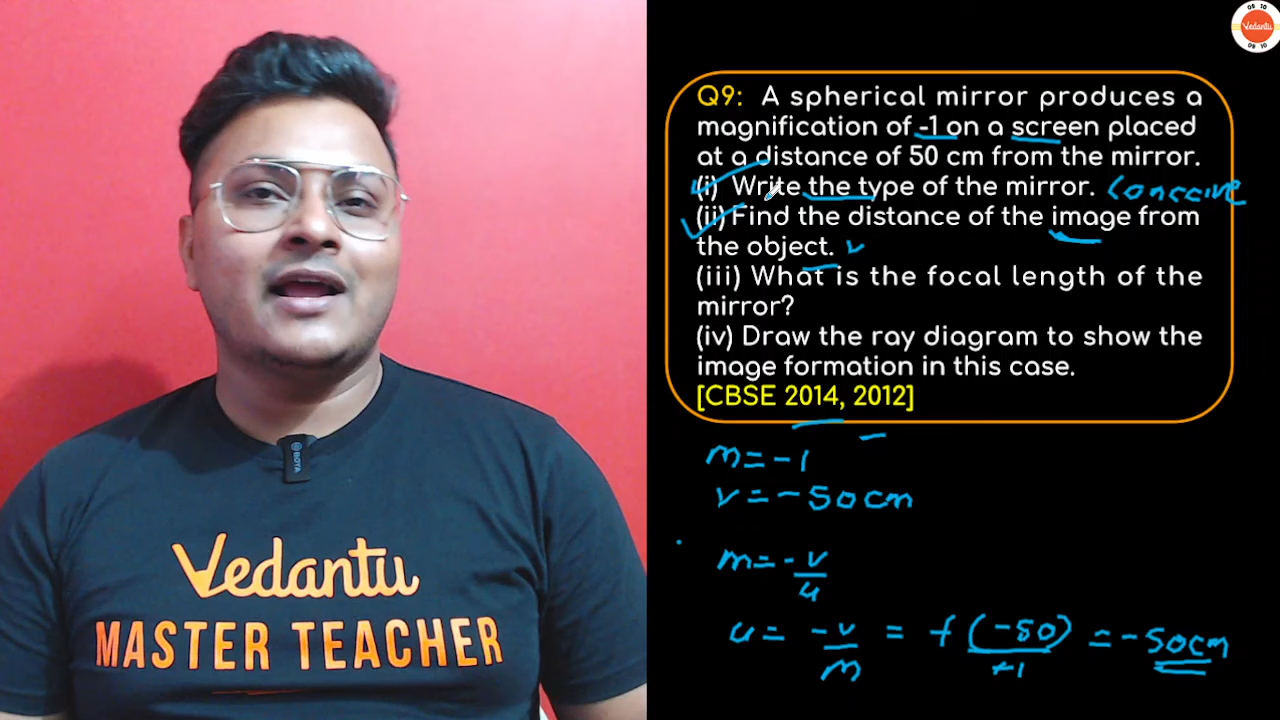 Vedantu
Q9: A spherical mirror produces a
magnification of -1 on a screen placed
at a distance of 50 cm from the mirror.
(i) Write the type of the mirror. Concave
(ii) Find the distance of the image from
the object. v
(iii) What is the focal length of the
mirror?
(iv) Draw the ray diagram to show the
image formation in this case.
[CBSE 2014, 2012]
m = -1
v = -50cm
m = - v/u
u = -v/m = +(-50)/+1 = -50cm
BOYA
Vedantu
MASTER TEACHER